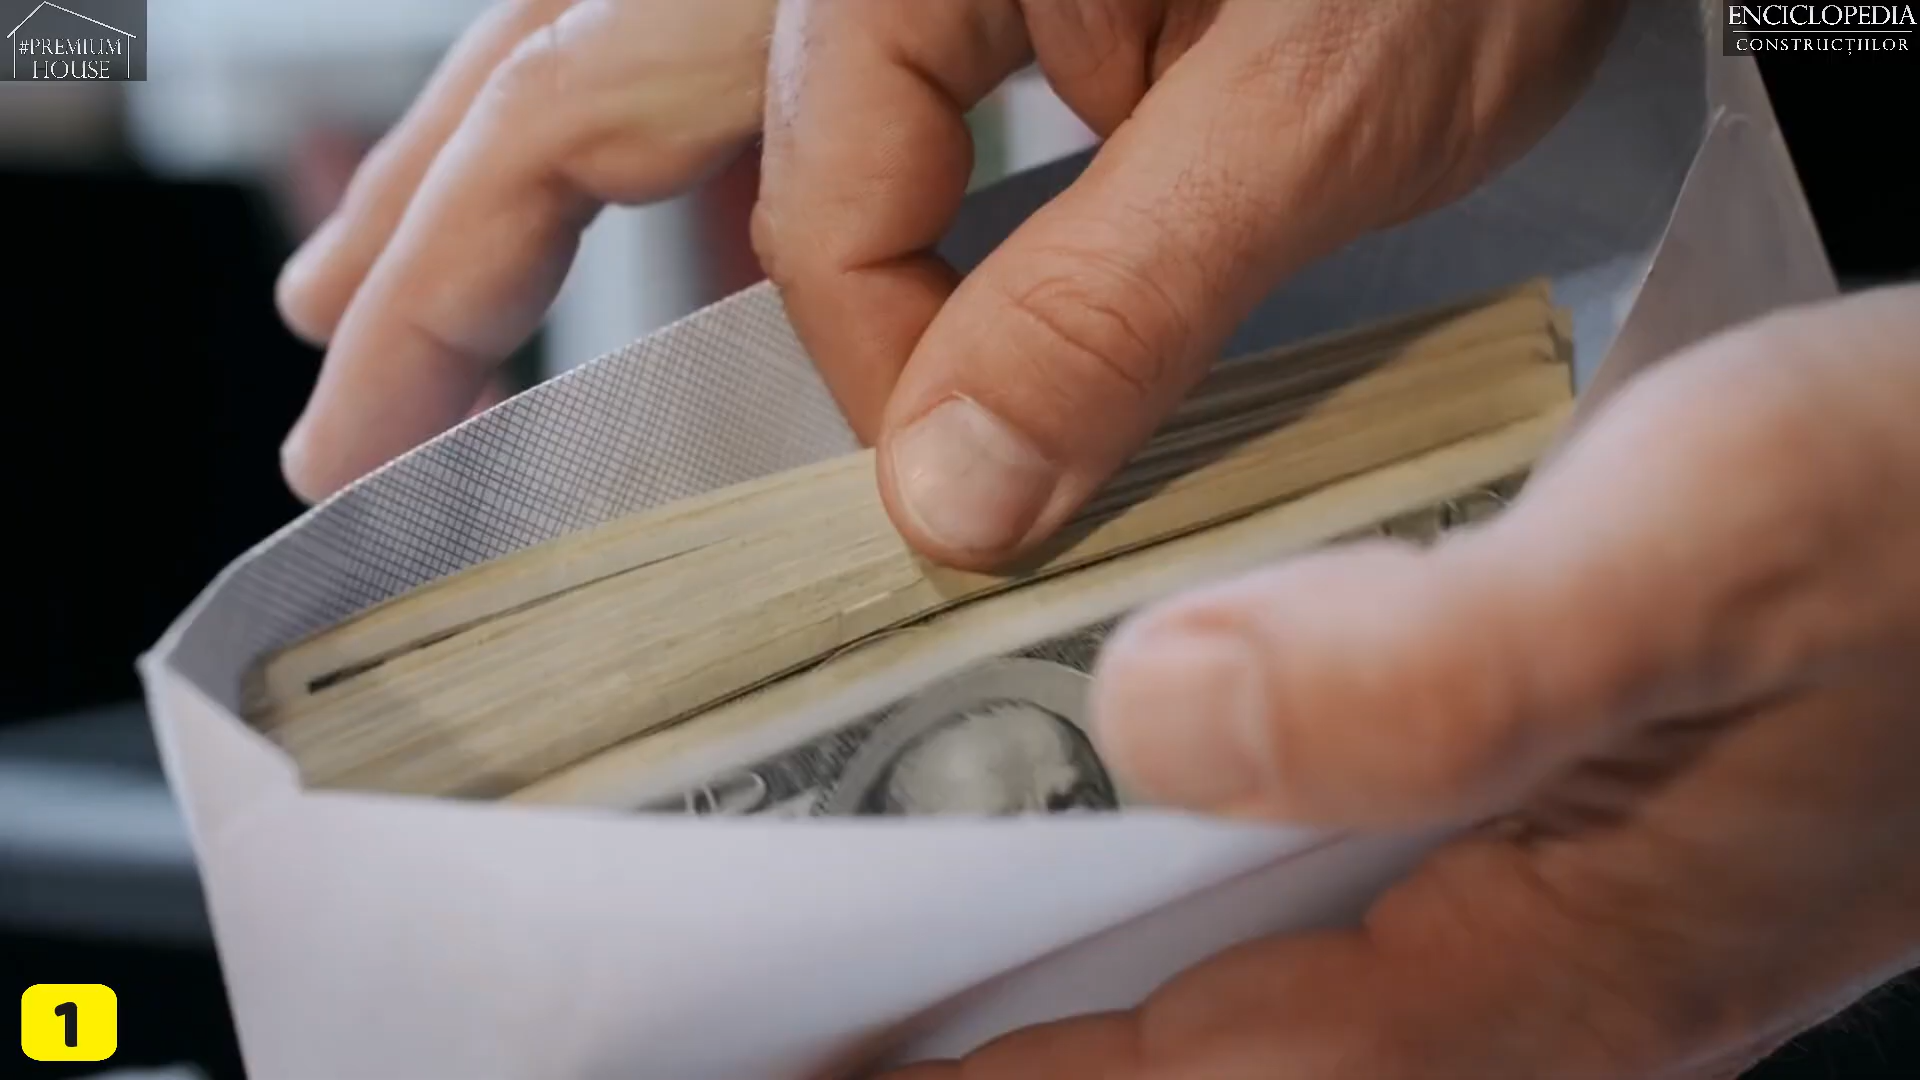 #PREMIUM
HOUSE
ENCICLOPEDIA
CONSTRUCȚIILOR
1